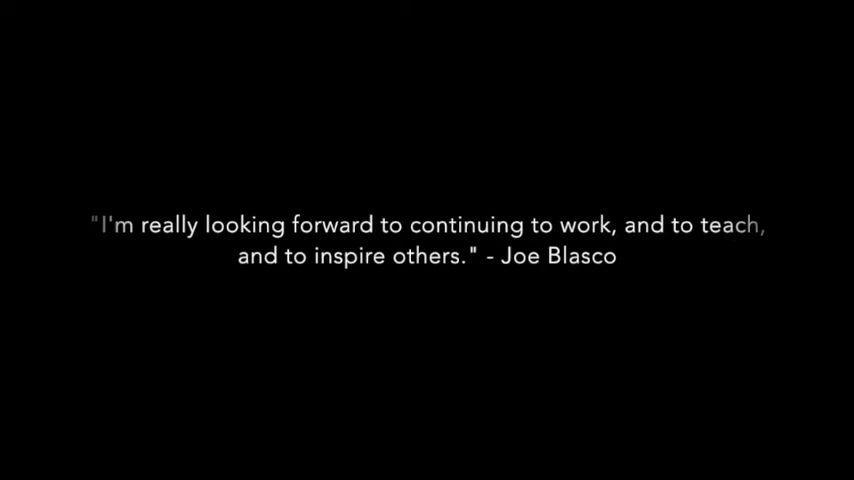 "I'm really looking forward to continuing to work, and to teach,
and to inspire others." - Joe Blasco